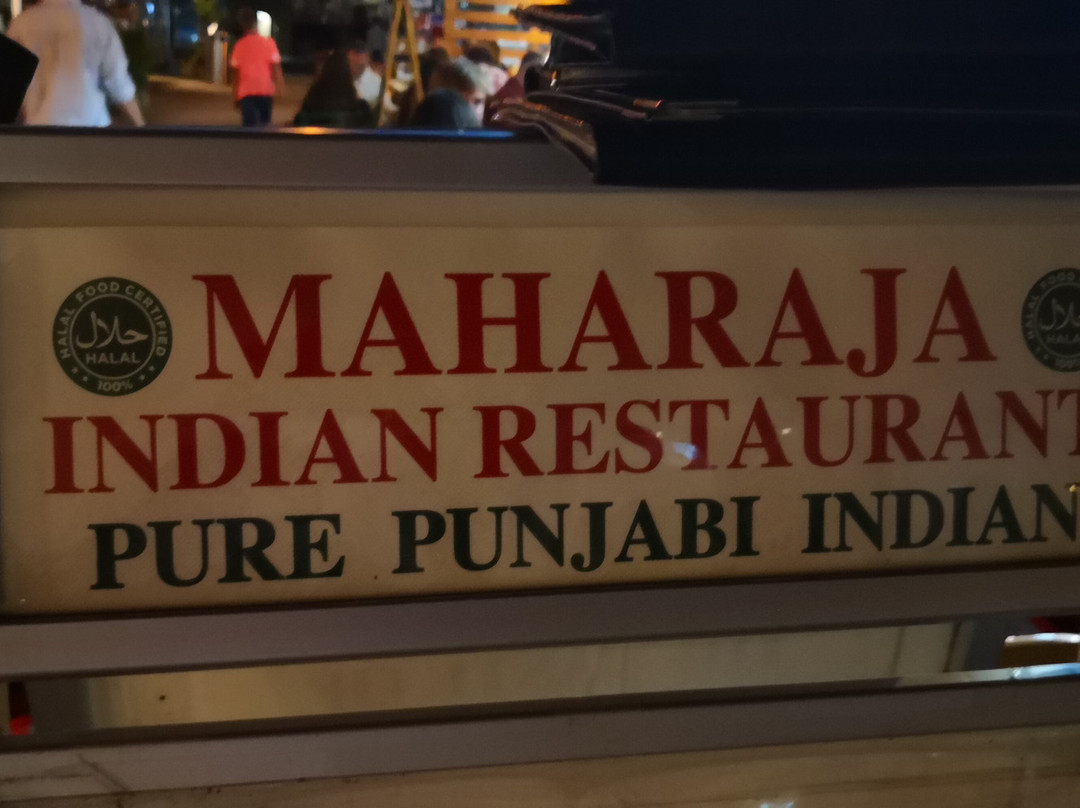 HALAL FOOD CERTIFIED
حلال
HALAL
100%
MAHARAJA
INDIAN RESTAURANT
PURE PUNJABI INDIAN